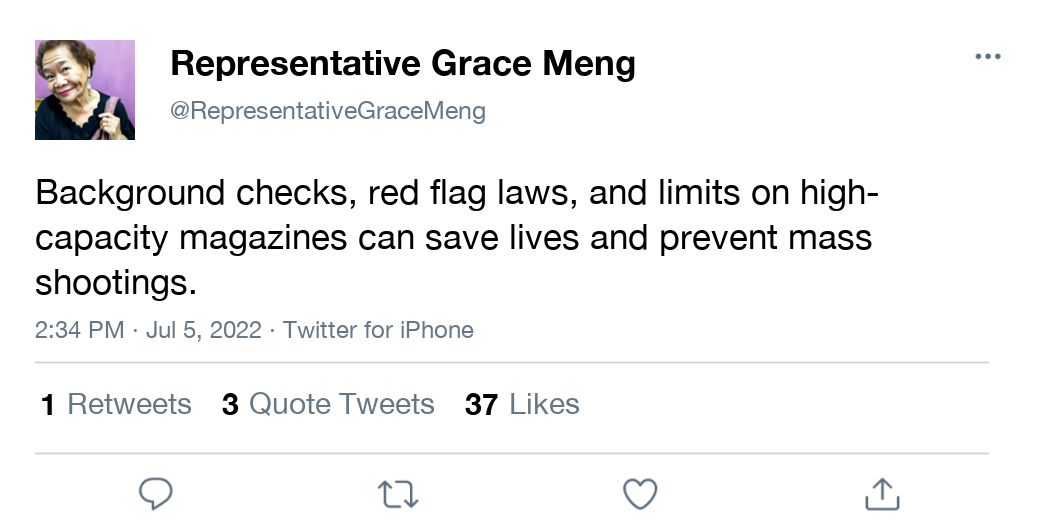 Representative Grace Meng
@RepresentativeGraceMeng
Background checks, red flag laws, and limits on high-
capacity magazines can save lives and prevent mass
shootings.
2:34 PM · Jul 5, 2022 · Twitter for iPhone
1 Retweets 3 Quote Tweets 37 Likes